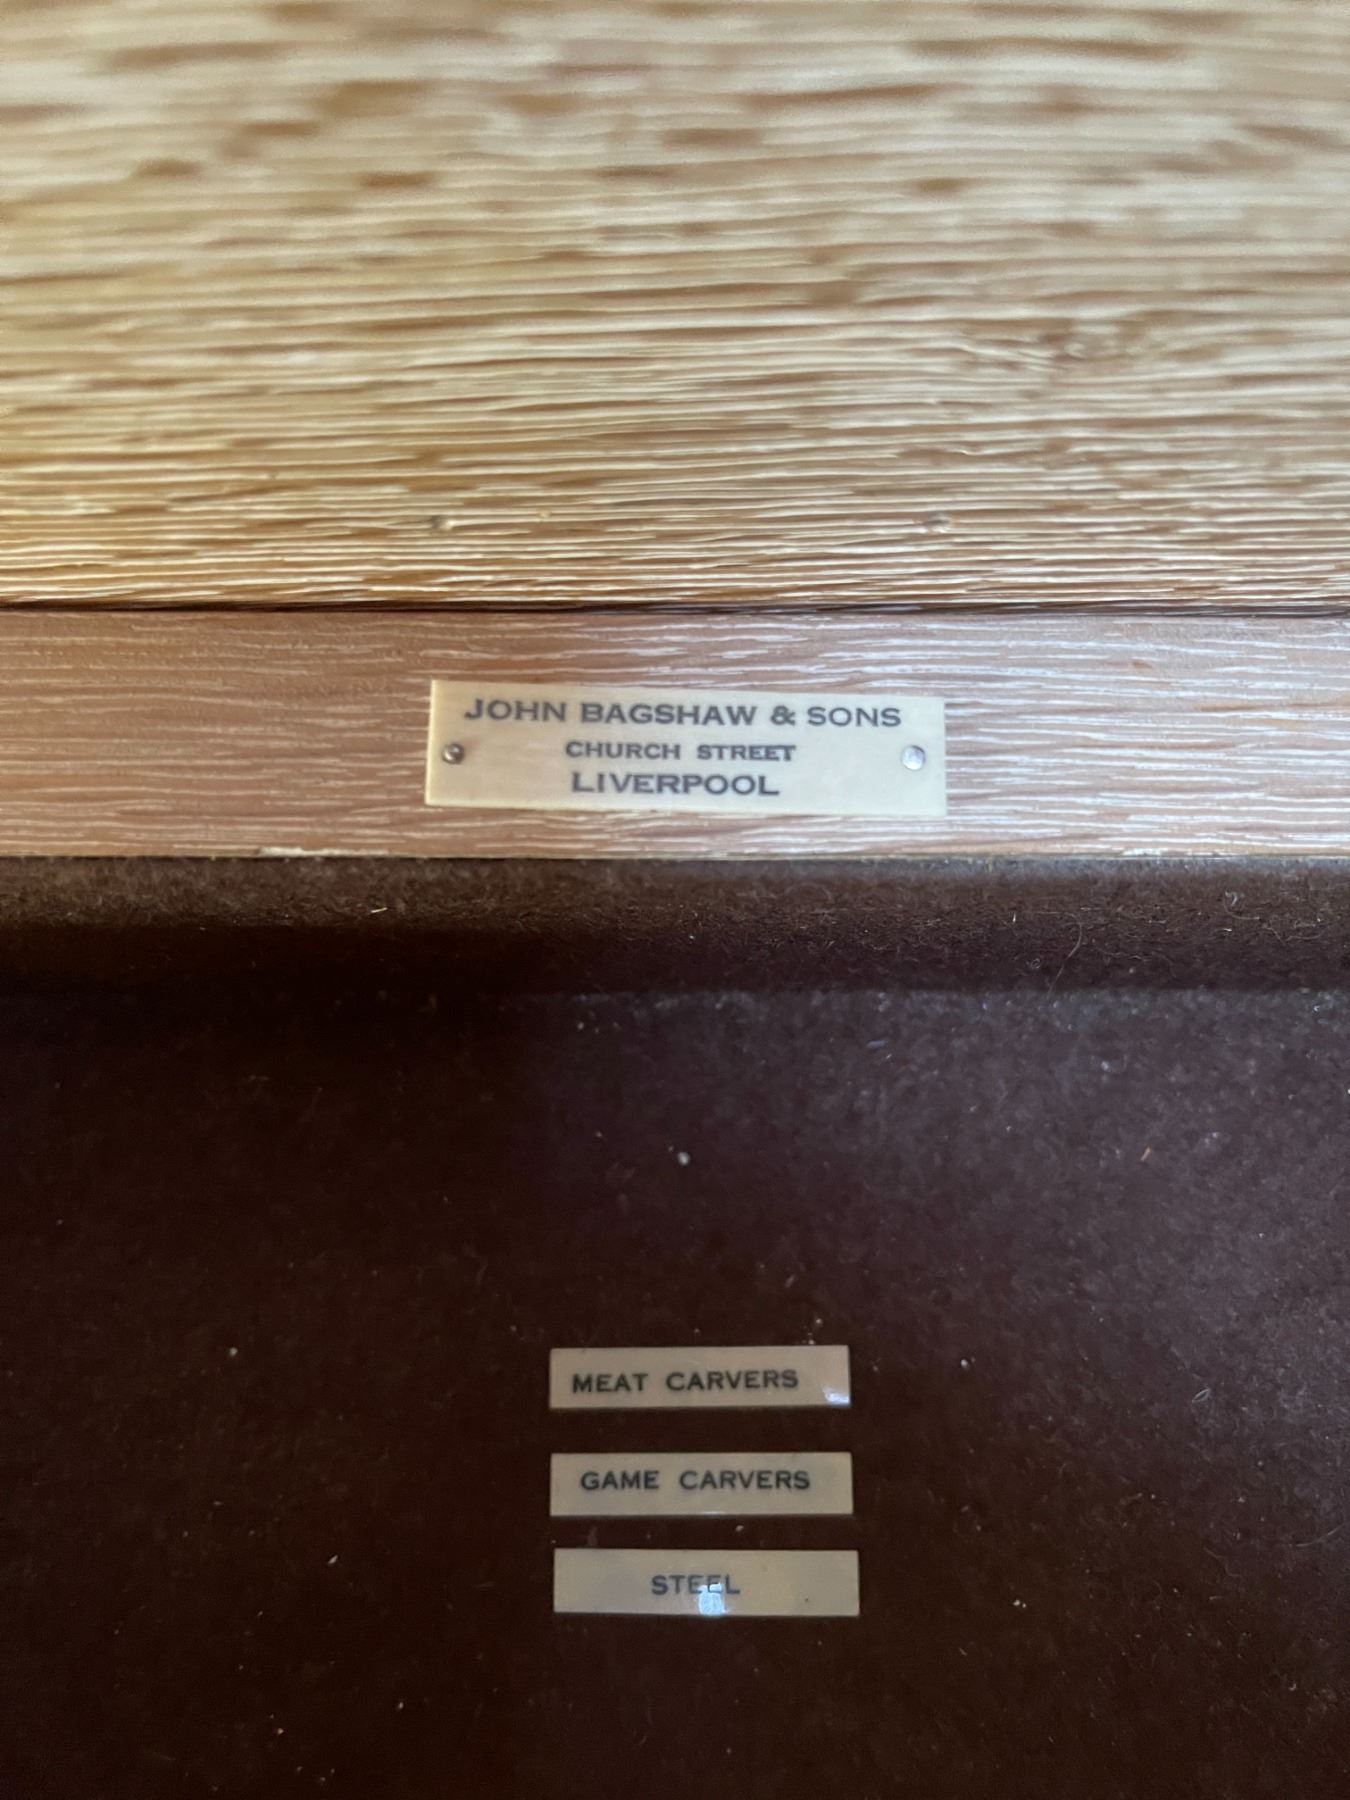 JOHN BAGSHAW & SONS
CHURCH STREET
LIVERPOOL
MEAT CARVERS
GAME CARVERS
STEEL